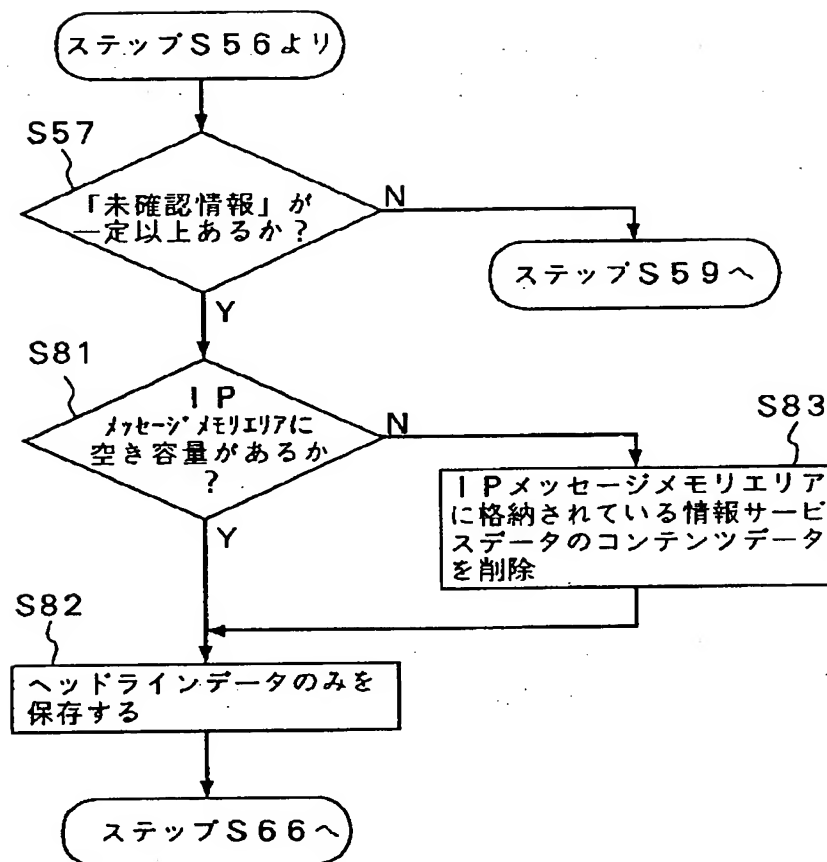 ステップS56より
S57
「未確認情報」が
一定以上あるか?
N
ステップS59へ
Y
S81
IP
メッセージメモリエリアに
空き容量があるか
?
N
S83
IPメッセージメモリエリア
に格納されている情報サービ
スデータのコンテンツデータ
を削除
Y
S82
ヘッドラインデータのみを
保存する
ステップS66へ